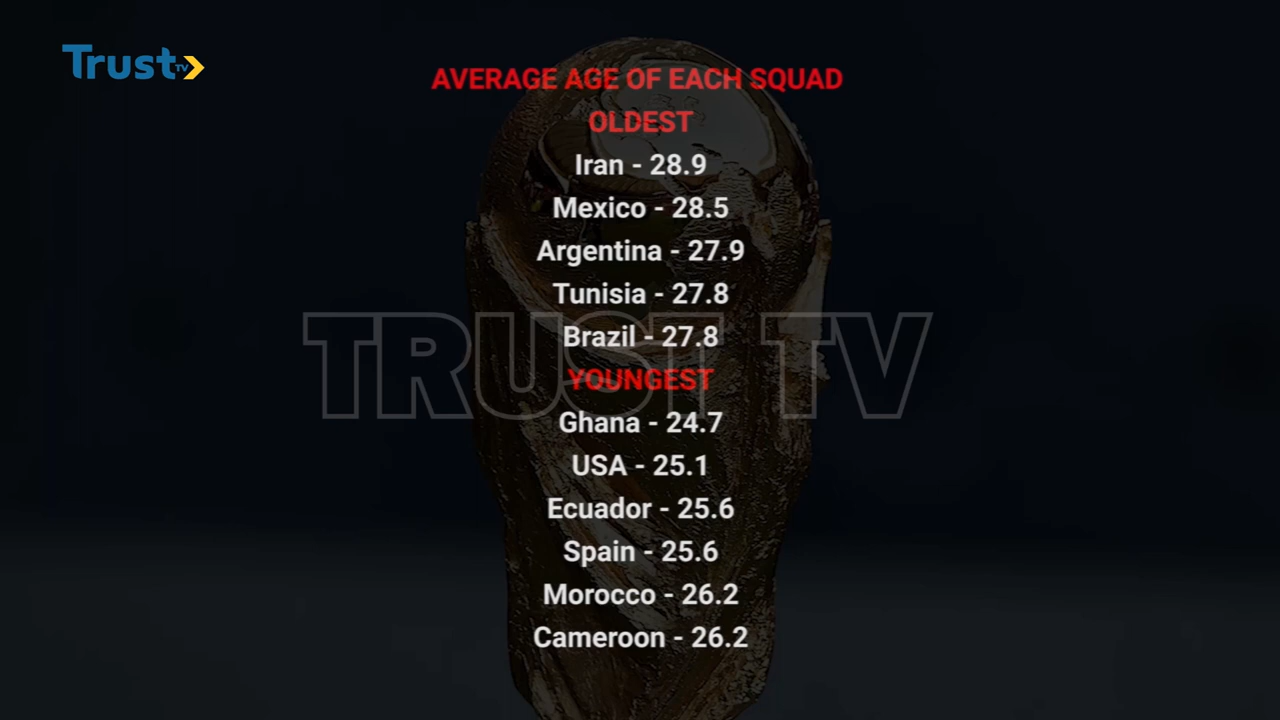 Trust TV
AVERAGE AGE OF EACH SQUAD
OLDEST
Iran - 28.9
Mexico - 28.5
Argentina - 27.9
Tunisia - 27.8
Brazil - 27.8
TRUST TV
YOUNGEST
Ghana - 24.7
USA - 25.1
Ecuador - 25.6
Spain - 25.6
Morocco - 26.2
Cameroon - 26.2